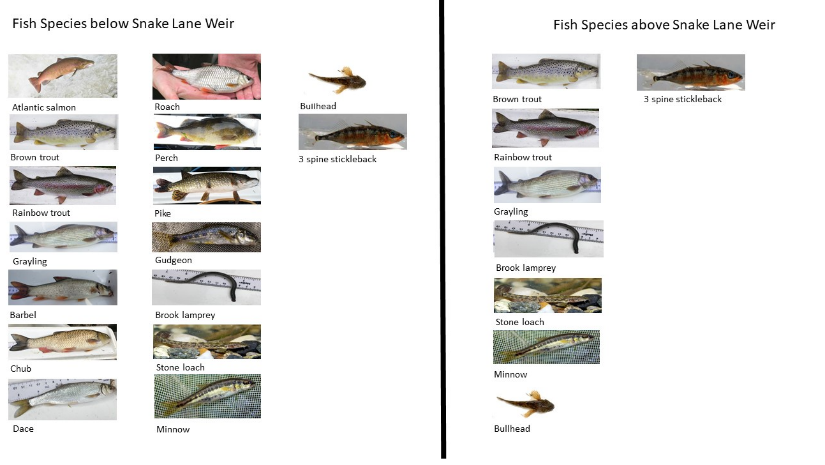 Fish Species below Snake Lane Weir
Atlantic salmon
Brown trout
Rainbow trout
Grayling
Barbel
Chub
Dace
Roach
Perch
Pike
Gudgeon
Brook lamprey
Stone loach
Minnow
Bullhead
3 spine stickleback
Fish Species above Snake Lane Weir
Brown trout
Rainbow trout
Grayling
Brook lamprey
Stone loach
Minnow
Bullhead
3 spine stickleback